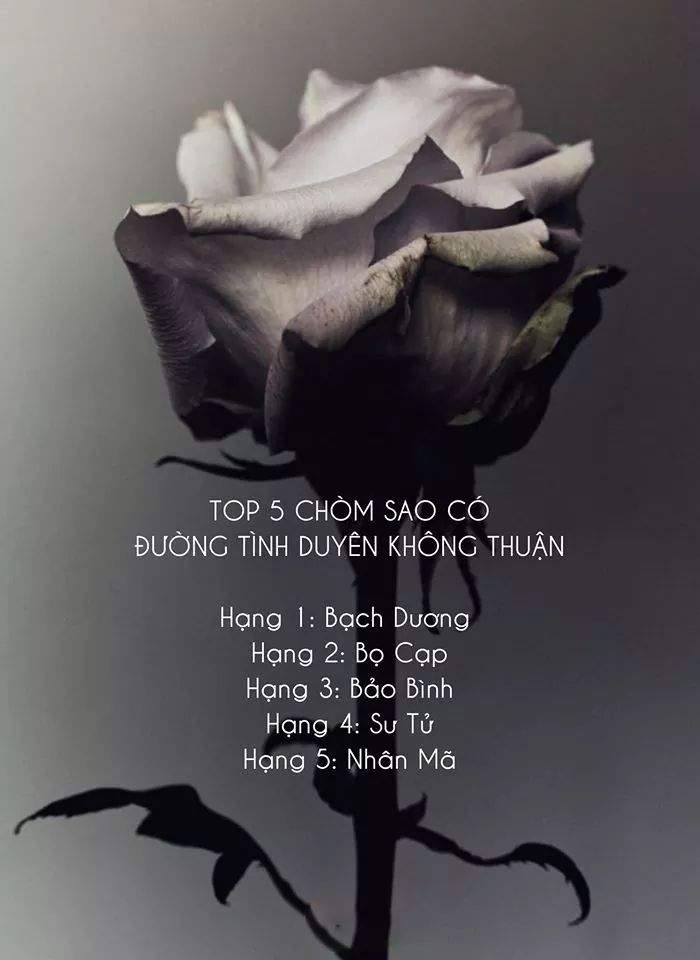 TOP 5 CHÒM SAO CÓ
ĐƯỜNG TÌNH DUYÊN KHÔNG THUẬN
Hạng 1: Bạch Dương
Hạng 2: Bọ Cạp
Hạng 3: Bảo Bình
Hạng 4: Sư Tử
Hạng 5: Nhân Mã